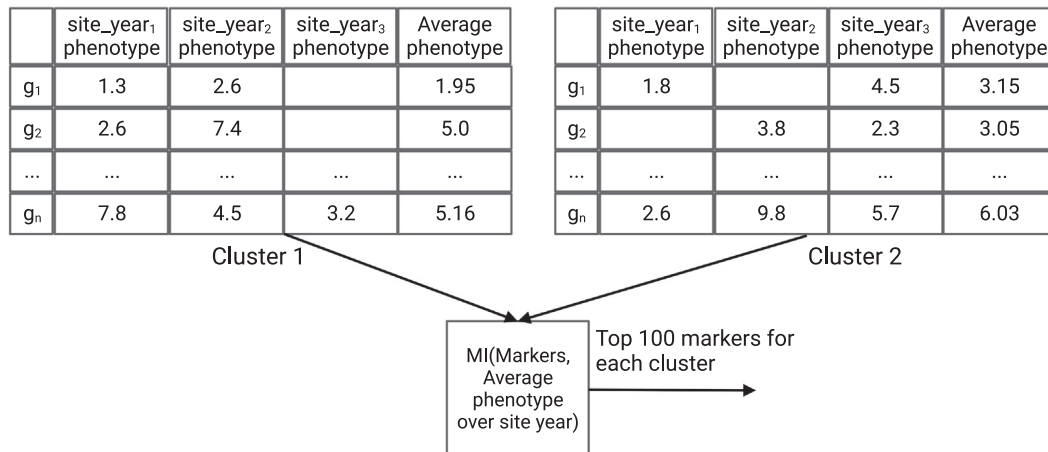 site_year₁ phenotype site_year₂ phenotype site_year₃ phenotype Average phenotype
g₁ 1.3 2.6 1.95
g₂ 2.6 7.4 5.0
... ... ... ... ...
gₙ 7.8 4.5 3.2 5.16
Cluster 1
site_year₁ phenotype site_year₂ phenotype site_year₃ phenotype Average phenotype
g₁ 1.8 4.5 3.15
g₂ 3.8 2.3 3.05
... ... ... ... ...
gₙ 2.6 9.8 5.7 6.03
Cluster 2
MI(Markers,
Average
phenotype
over site year)
Top 100 markers for
each cluster